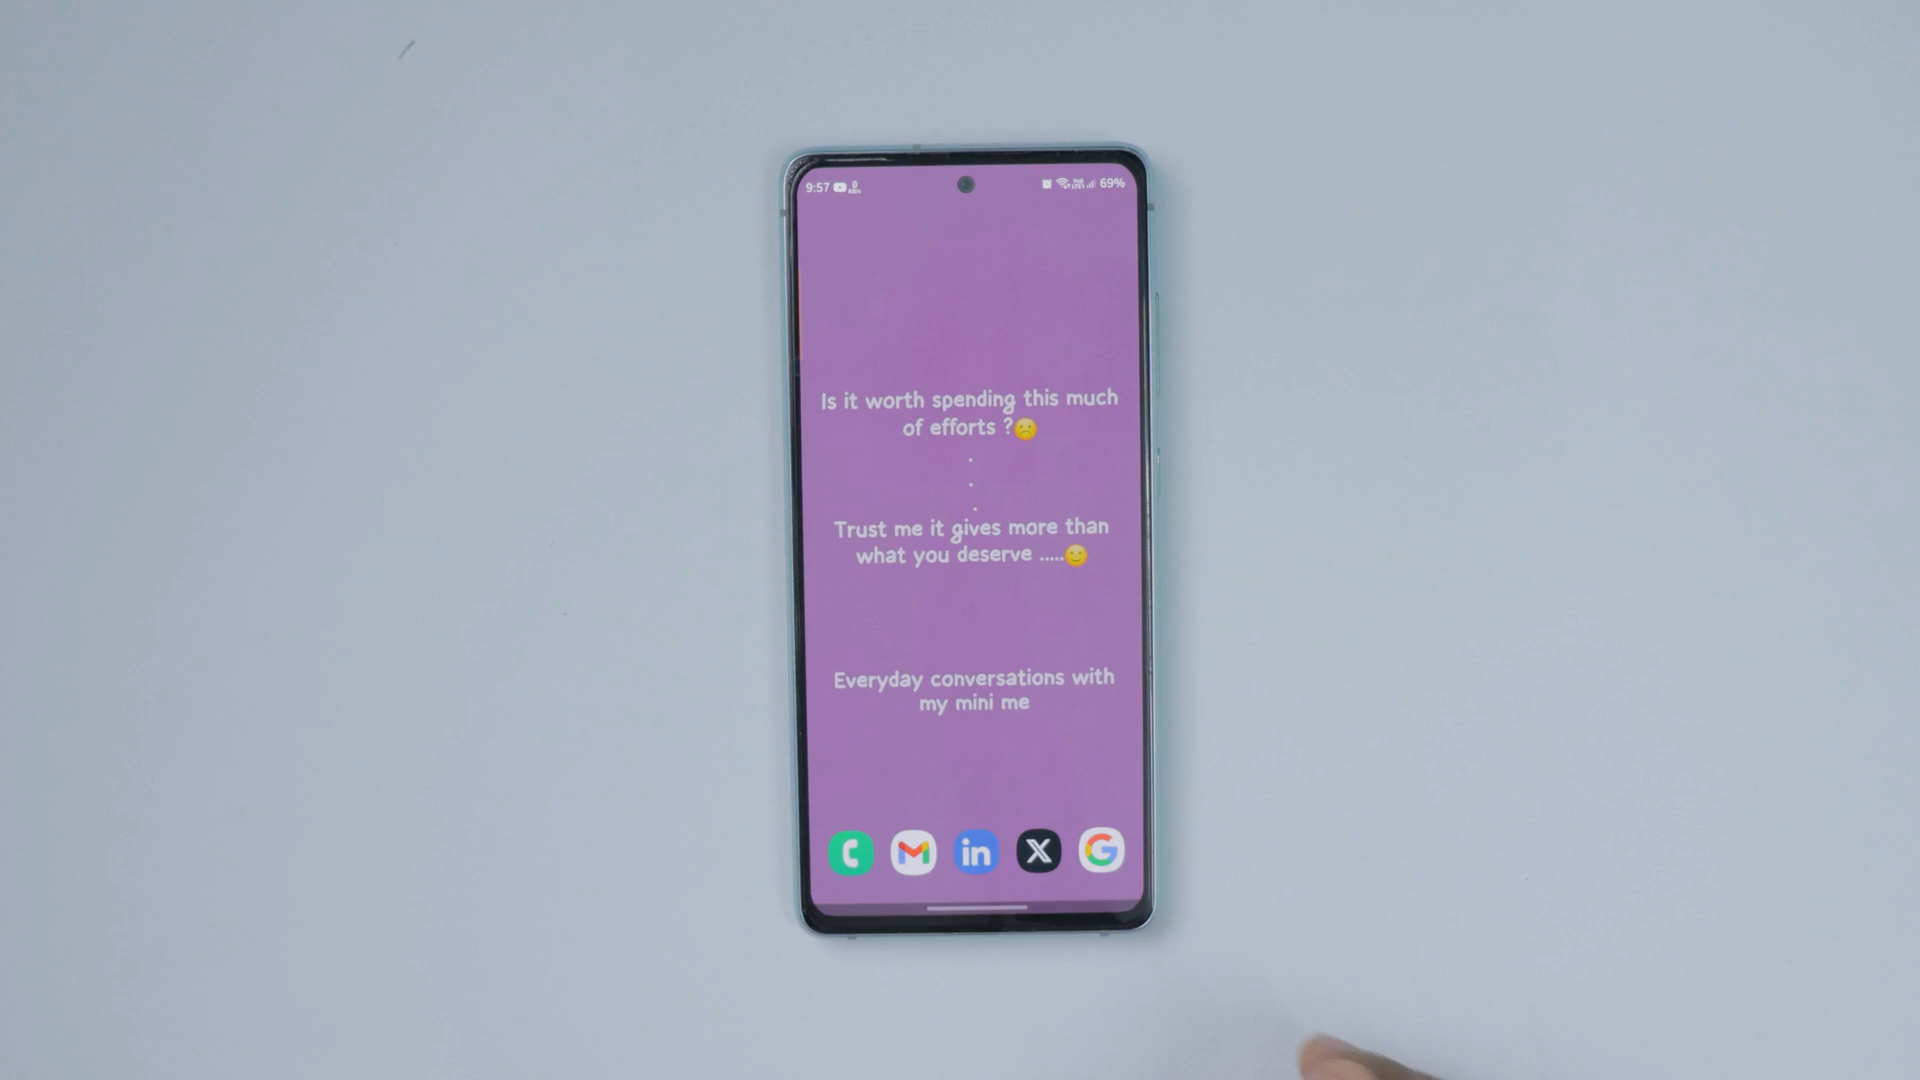 9:57
69%
Is it worth spending this much
of efforts ?☹️
.
.
.
Trust me it gives more than
what you deserve .....🙂
Everyday conversations with
my mini me
in
X
G